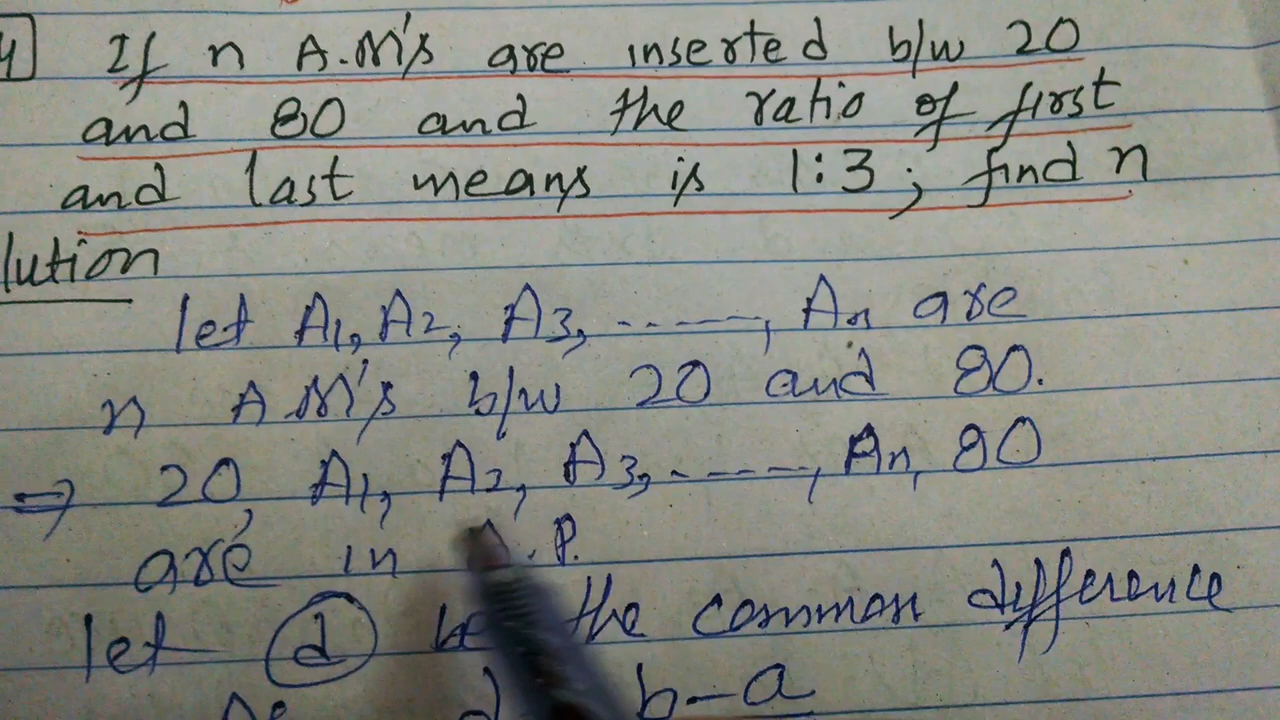 4] If n A.M's are inserted b/w 20
and 80 and the ratio of first
and last means is 1:3; find n
lution
let A1, A2, A3, ------, An are
n A.M's b/w 20 and 80.
⇒ 20, A1, A2, A3, -----, An, 80
are in A.P.
let d be the common difference
d b-a